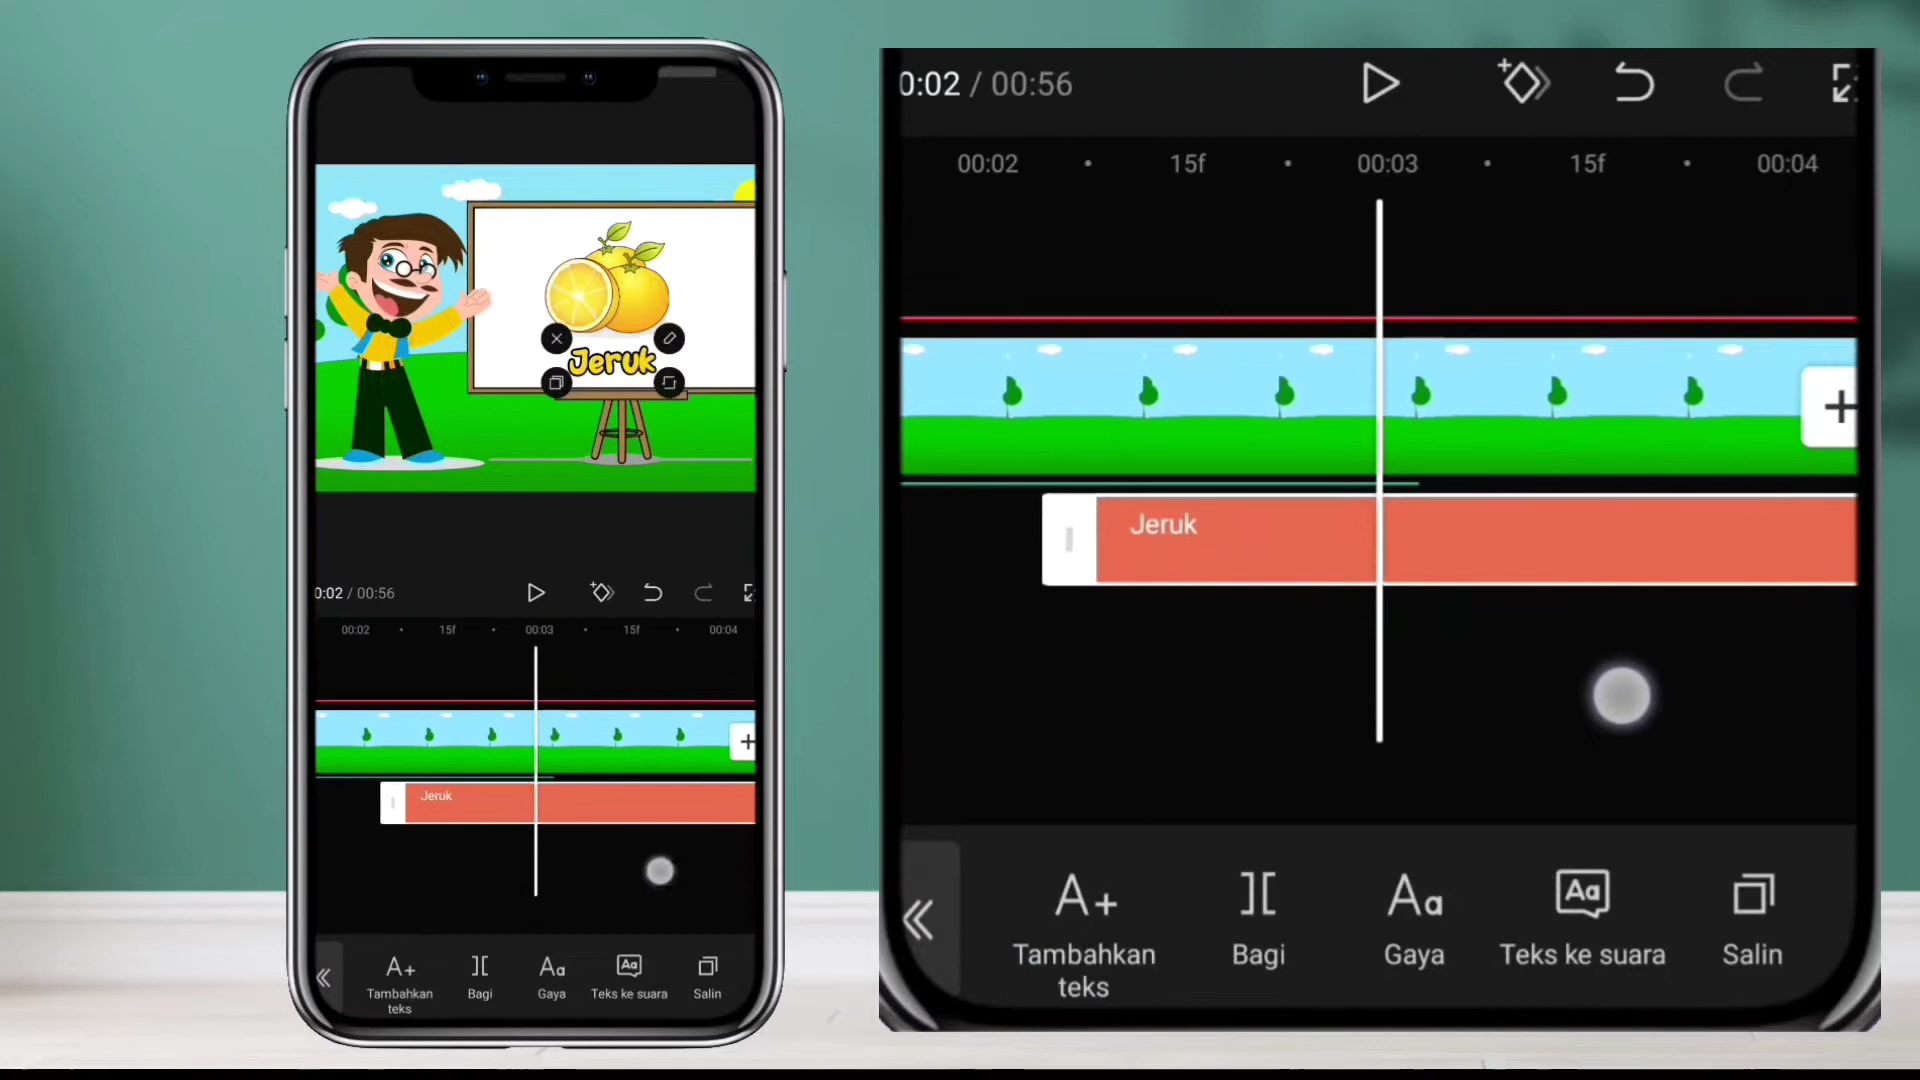 Jeruk
0:02 / 00:56
00:02 15f 00:03 15f 00:04
Jeruk
Tambahkan
teks
Bagi
Gaya
Teks ke suara
Salin
0:02 / 00:56
00:02 15f 00:03 15f 00:04
Jeruk
Tambahkan
teks
Bagi
Gaya
Teks ke suara
Salin